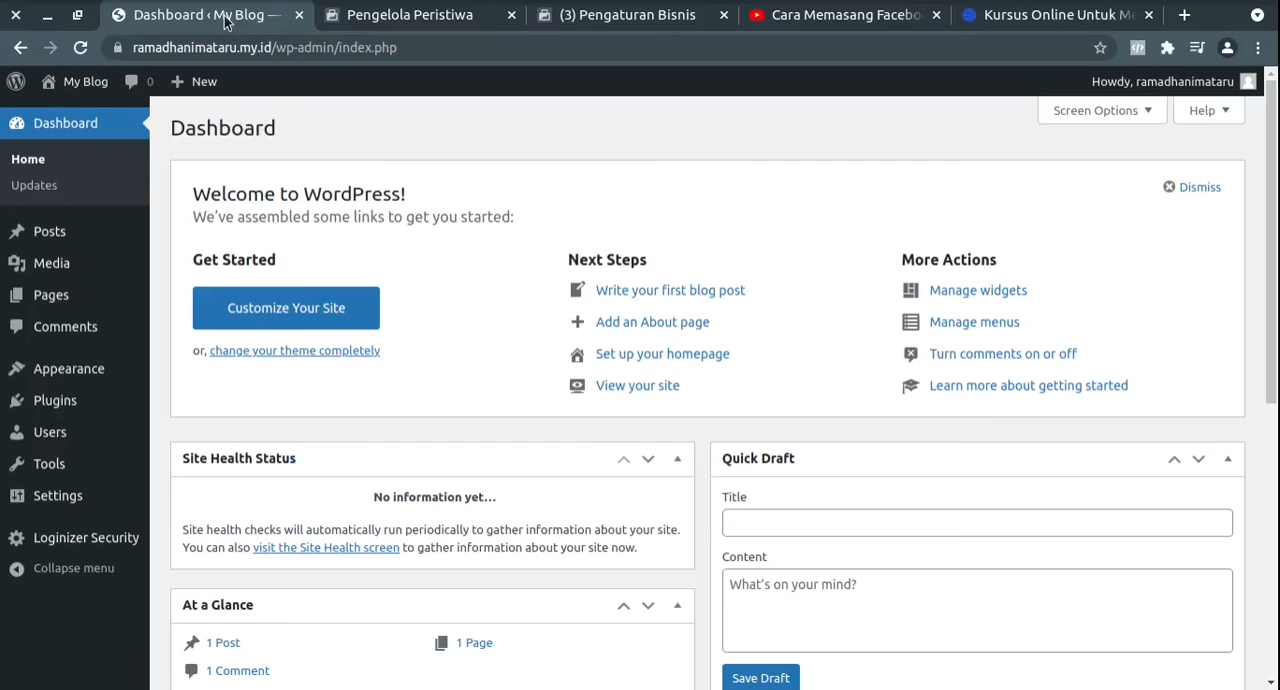 Dashboard ‹ My Blog —
Pengelola Peristiwa
(3) Pengaturan Bisnis
Cara Memasang Facebo
Kursus Online Untuk Me
ramadhanimataru.my.id/wp-admin/index.php
My Blog
0
New
Howdy, ramadhanimataru
Dashboard
Home
Updates
Posts
Media
Pages
Comments
Appearance
Plugins
Users
Tools
Settings
Loginizer Security
Collapse menu
Screen Options
Help
Dashboard
Welcome to WordPress!
We've assembled some links to get you started:
Dismiss
Get Started
Customize Your Site
or, change your theme completely
Next Steps
Write your first blog post
Add an About page
Set up your homepage
View your site
More Actions
Manage widgets
Manage menus
Turn comments on or off
Learn more about getting started
Site Health Status
No information yet...
Site health checks will automatically run periodically to gather information about your site.
You can also visit the Site Health screen to gather information about your site now.
At a Glance
1 Post
1 Page
1 Comment
Quick Draft
Title
Content
What's on your mind?
Save Draft